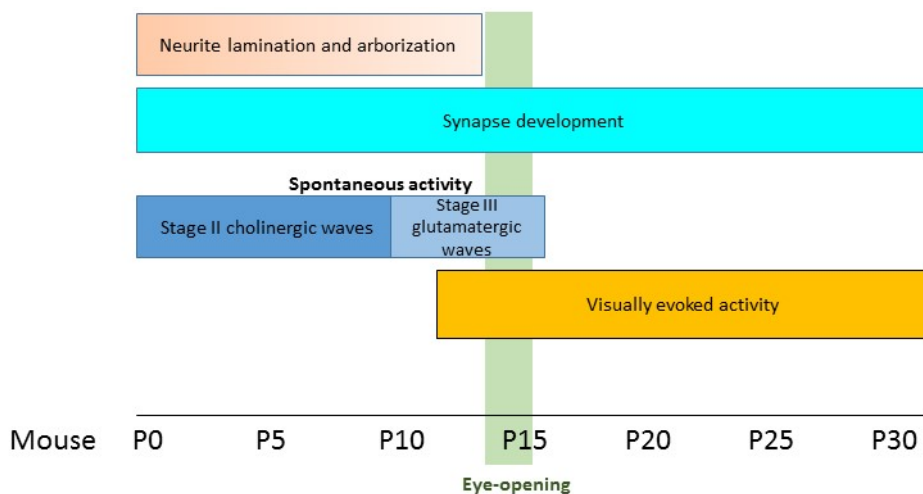 Neurite lamination and arborization
Synapse development
Spontaneous activity
Stage II cholinergic waves
Stage III
glutamatergic
waves
Visually evoked activity
Mouse P0 P5 P10 P15 P20 P25 P30
Eye-opening